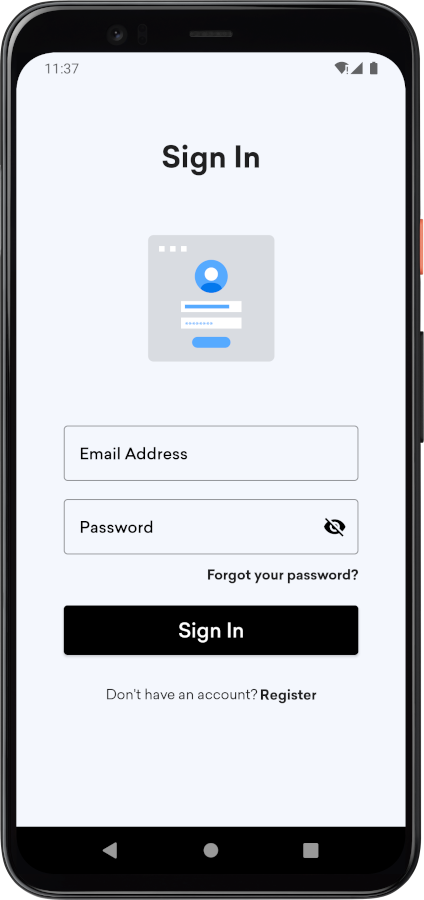 11:37
Sign In
Email Address
Password
Forgot your password?
Sign In
Don't have an account? Register